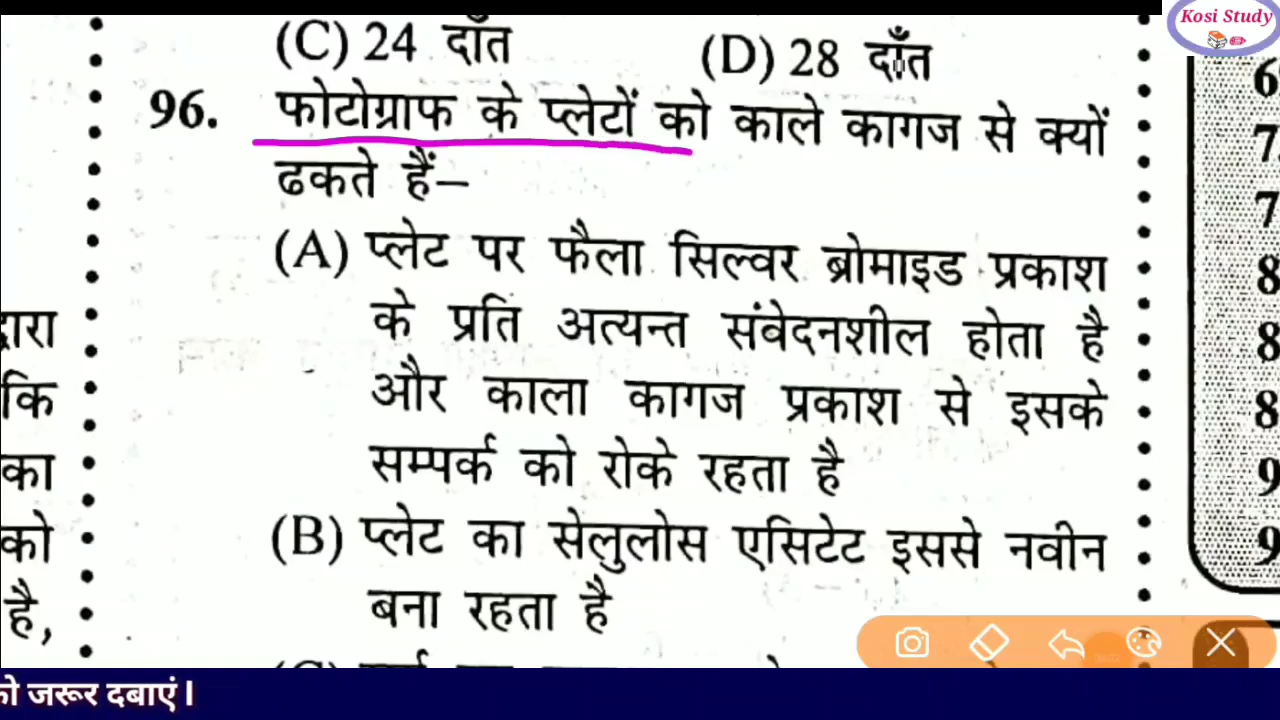 Kosi Study
(C) 24 दाँत (D) 28 दाँत
96. फोटोग्राफ के प्लेटों को काले कागज से क्यों
ढकते हैं–
(A) प्लेट पर फैला सिल्वर ब्रोमाइड प्रकाश
के प्रति अत्यन्त संवेदनशील होता है
और काला कागज प्रकाश से इसके
सम्पर्क को रोके रहता है
(B) प्लेट का सेलुलोस एसिटेट इससे नवीन
बना रहता है
कि
का
को
है,
जरूर दबाएं।